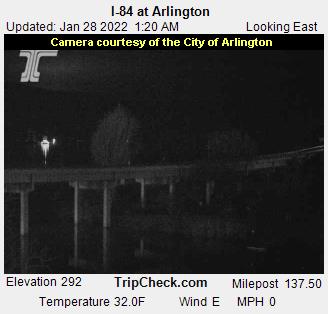 I-84 at Arlington
Updated: Jan 28 2022 1:20 AM Looking East
Camera courtesy of the City of Arlington
Elevation 292 TripCheck.com Milepost 137.50
Temperature 32.0F Wind E MPH 0